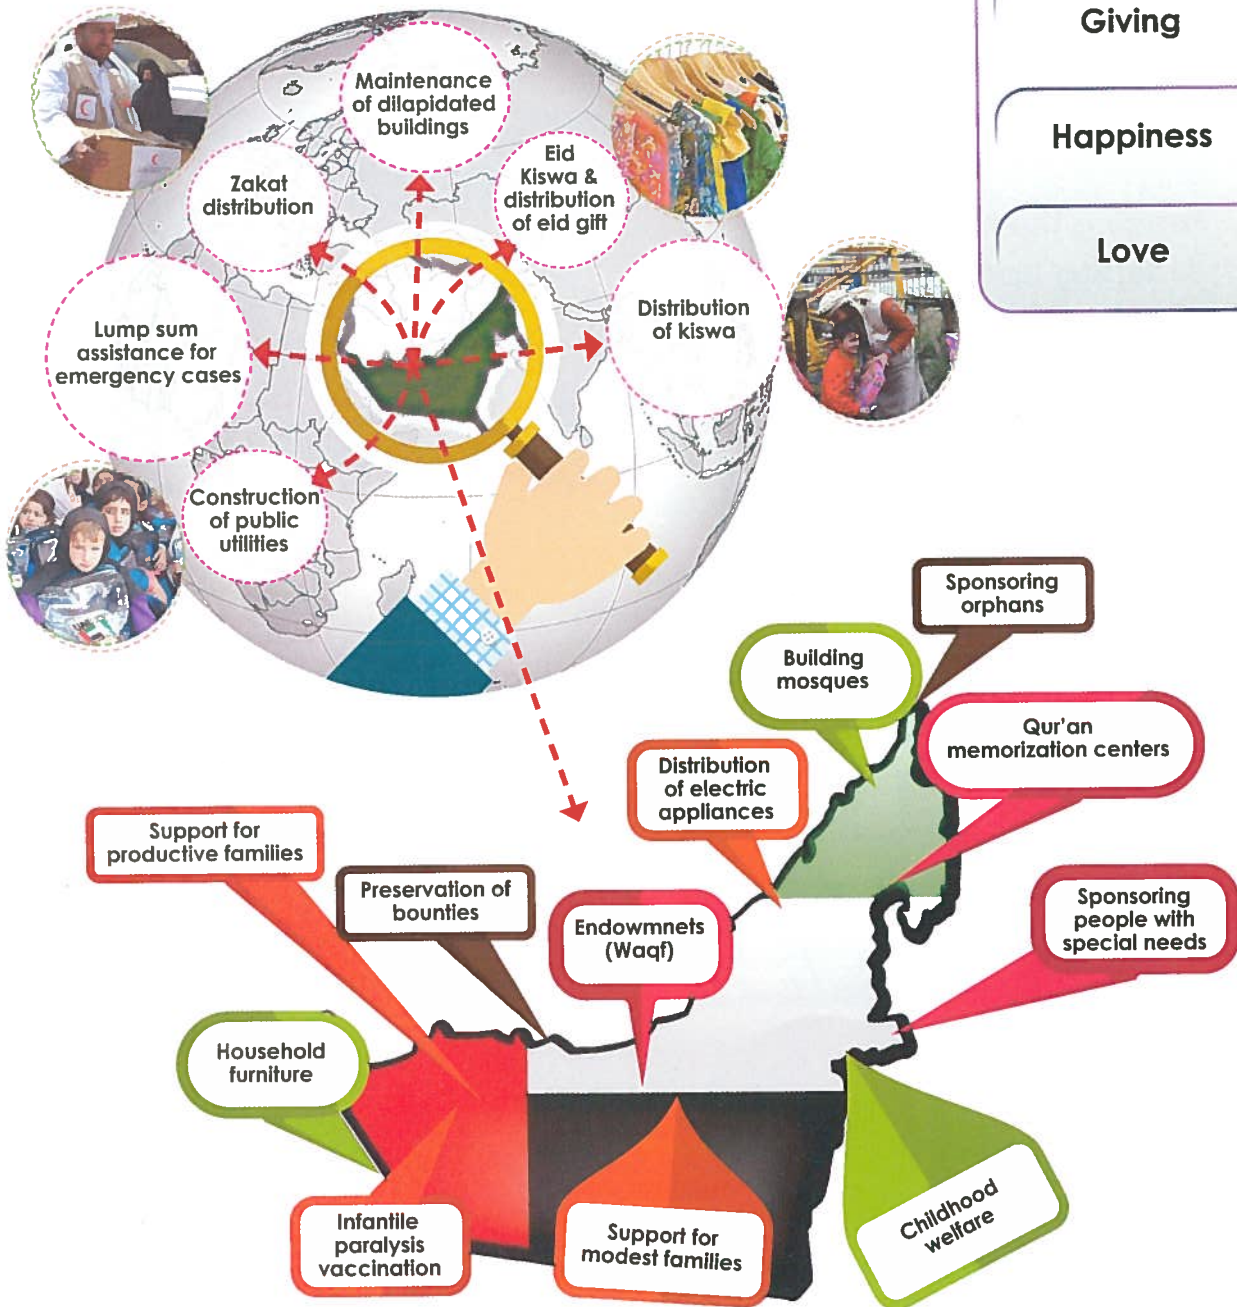 Giving
Happiness
Love
Maintenance
of dilapidated
buildings
Eid
Kiswa &
distribution
of eid gift
Zakat
distribution
Distribution
of kiswa
Lump sum
assistance for
emergency cases
Construction
of public
utilities
Sponsoring
orphans
Building
mosques
Qur'an
memorization centers
Distribution
of electric
appliances
Support for
productive families
Preservation of
bounties
Endowmnets
(Waqf)
Sponsoring
people with
special needs
Household
furniture
Infantile
paralysis
vaccination
Support for
modest families
Childhood
welfare